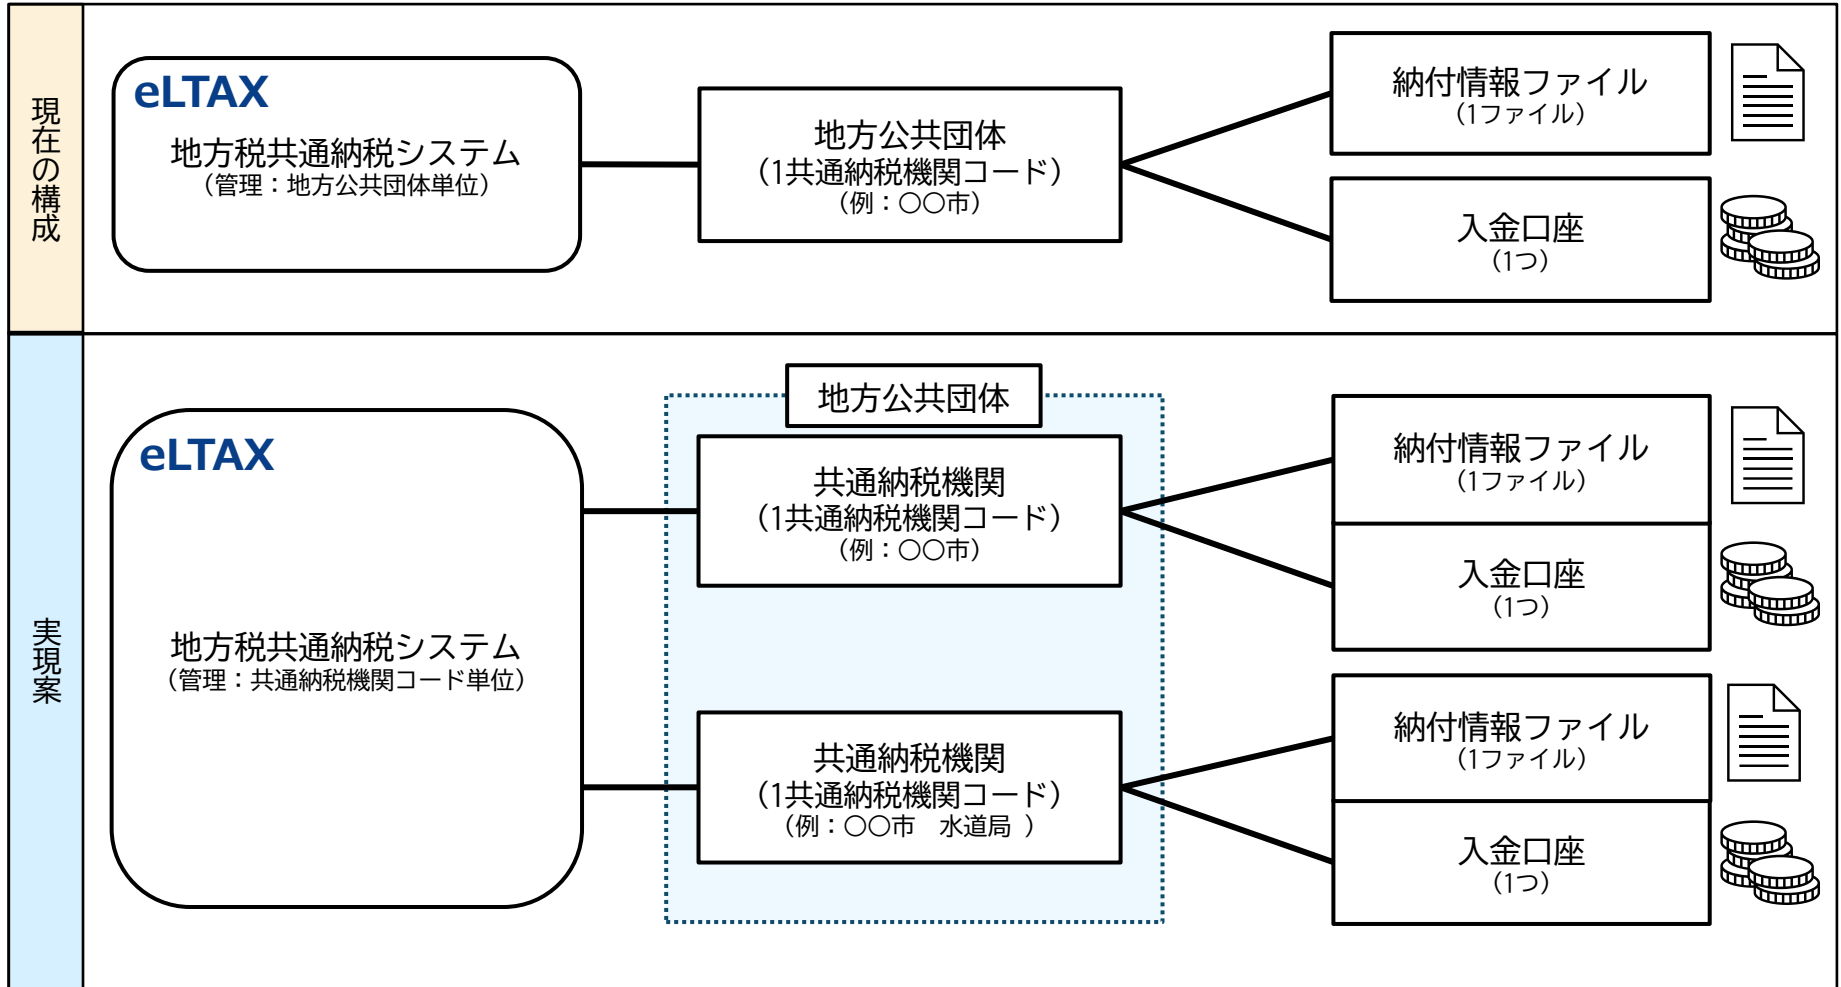 現在の構成
eLTAX
地方税共通納税システム
（管理：地方公共団体単位）
地方公共団体
（1共通納税機関コード）
（例：〇〇市）
納付情報ファイル
（1ファイル）
入金口座
（1つ）
実現案
eLTAX
地方税共通納税システム
（管理：共通納税機関コード単位）
地方公共団体
共通納税機関
（1共通納税機関コード）
（例：〇〇市）
納付情報ファイル
（1ファイル）
入金口座
（1つ）
共通納税機関
（1共通納税機関コード）
（例：〇〇市　水道局 ）
納付情報ファイル
（1ファイル）
入金口座
（1つ）